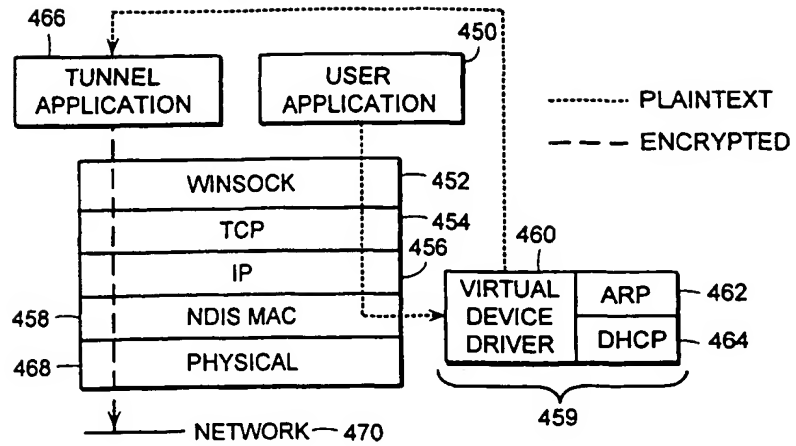 466
450
TUNNEL
APPLICATION
USER
APPLICATION
PLAINTEXT
ENCRYPTED
WINSOCK
452
TCP
454
IP
456
458
NDIS MAC
468
PHYSICAL
NETWORK
470
460
VIRTUAL
DEVICE
DRIVER
ARP
462
DHCP
464
459